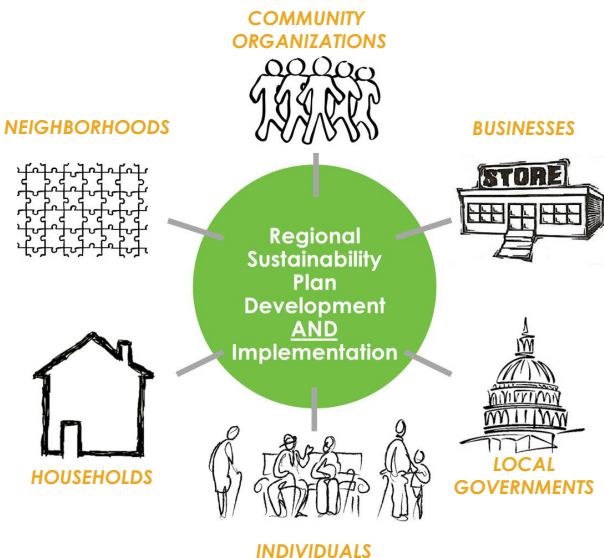 COMMUNITY
ORGANIZATIONS
NEIGHBORHOODS
BUSINESSES
STORE
Regional
Sustainability
Plan
Development
AND
Implementation
HOUSEHOLDS
LOCAL
GOVERNMENTS
INDIVIDUALS